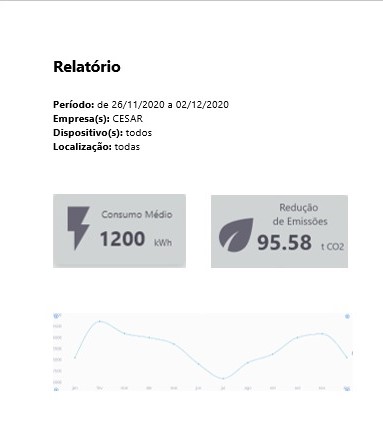 Relatório
Período: de 26/11/2020 a 02/12/2020
Empresa(s): CESAR
Dispositivo(s): todos
Localização: todas
Consumo Médio
1200 kWh
Redução
de Emissões
95.58 t CO2